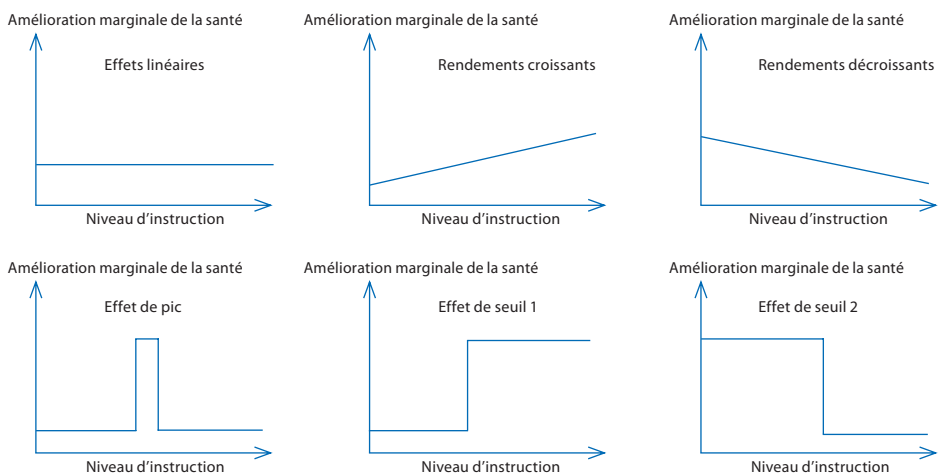 Amélioration marginale de la santé
Effets linéaires
Niveau d'instruction
Amélioration marginale de la santé
Rendements croissants
Niveau d'instruction
Amélioration marginale de la santé
Rendements décroissants
Niveau d'instruction
Amélioration marginale de la santé
Effet de pic
Niveau d'instruction
Amélioration marginale de la santé
Effet de seuil 1
Niveau d'instruction
Amélioration marginale de la santé
Effet de seuil 2
Niveau d'instruction